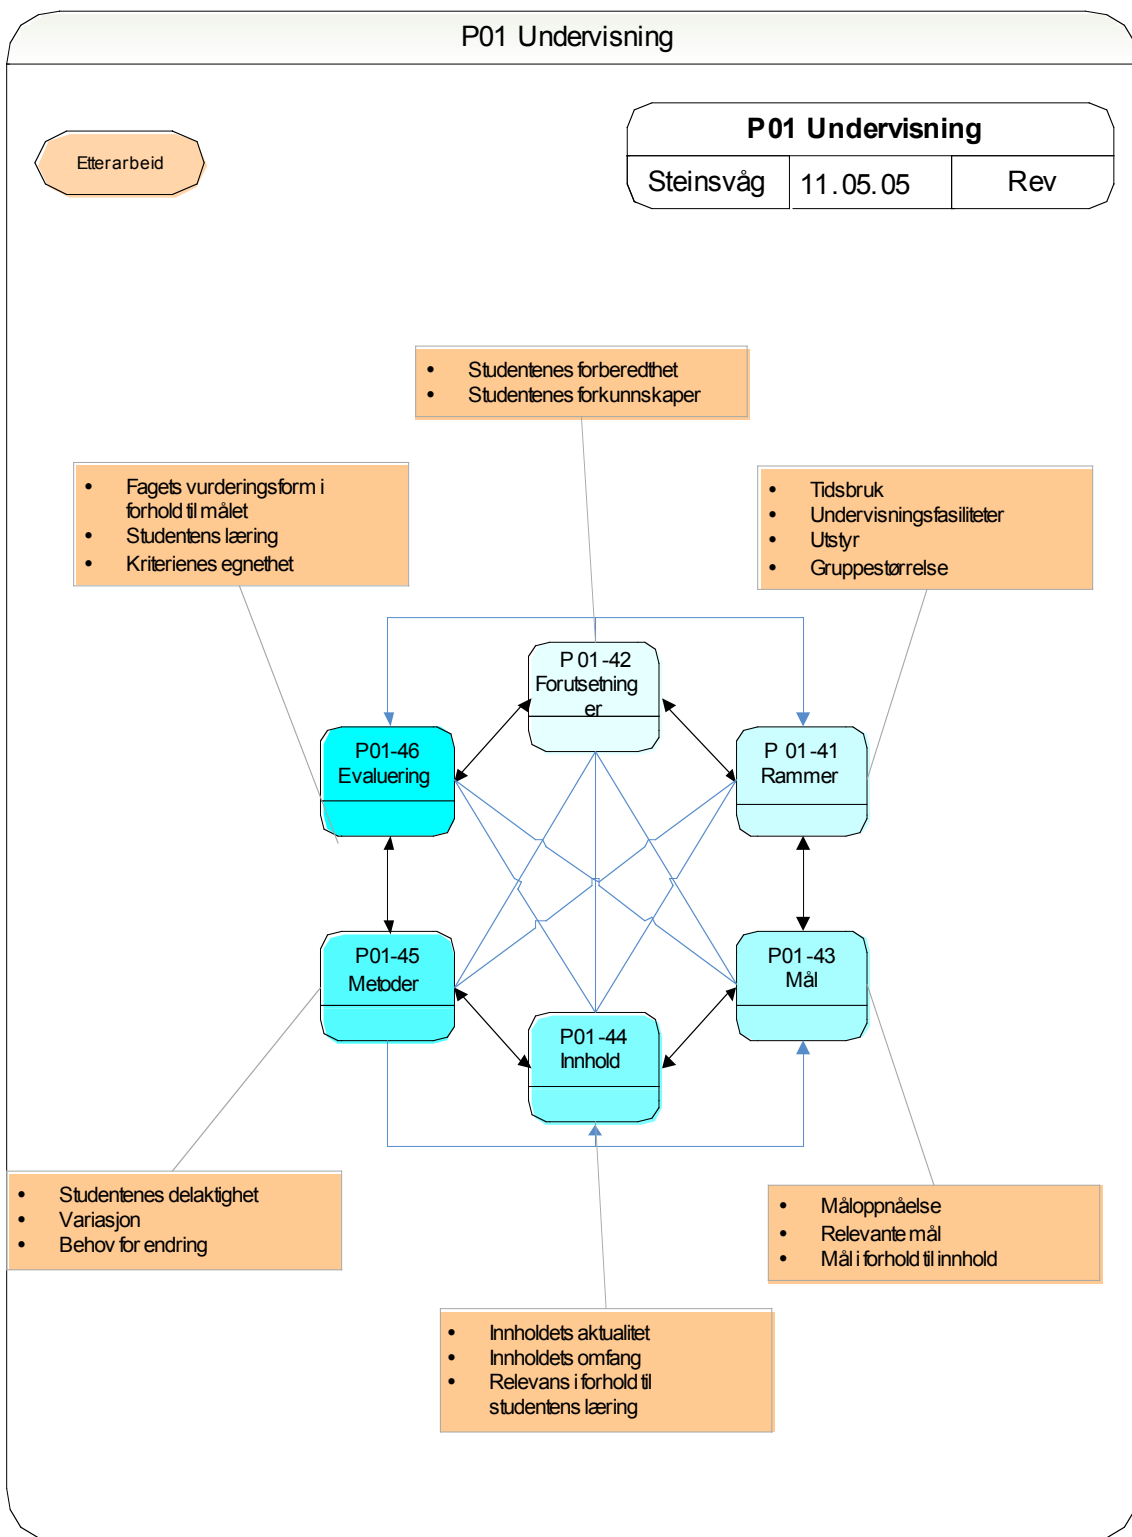 P01 Undervisning
Etterarbeid
P01 Undervisning
Steinsvåg 11.05.05 Rev
• Studentenes forberedthet
• Studentenes forkunnskaper
• Fagets vurderingsform i
forhold til målet
• Studentens læring
• Kriterienes egnethet
• Tidsbruk
• Undervisningsfasiliteter
• Utstyr
• Gruppestørrelse
P01-42
Forutsetning
er
P01-46
Evaluering
P01-41
Rammer
P01-45
Metoder
P01-43
Mål
P01-44
Innhold
• Studentenes delaktighet
• Variasjon
• Behov for endring
• Måloppnåelse
• Relevante mål
• Mål i forhold til innhold
• Innholdets aktualitet
• Innholdets omfang
• Relevans i forhold til
studentens læring